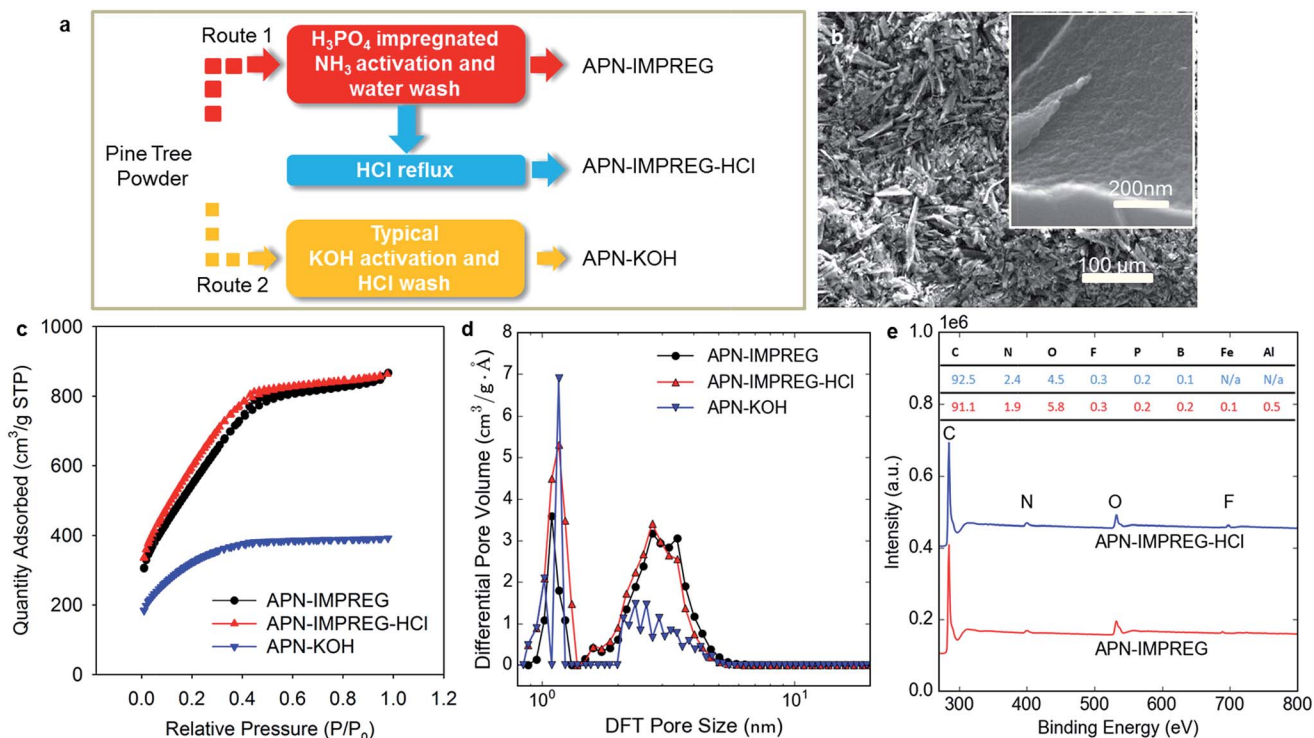 a
Route 1
H₃PO₄ impregnated
NH₃ activation and
water wash
APN-IMPREG
Pine Tree
Powder
HCl reflux
APN-IMPREG-HCl
Typical
KOH activation and
HCl wash
APN-KOH
Route 2
b
200nm
100 μm
c
1000
800
600
400
200
0
Quantity Adsorbed (cm³/g STP)
APN-IMPREG
APN-IMPREG-HCl
APN-KOH
0.0 0.2 0.4 0.6 0.8 1.0
Relative Pressure (P/P₀)
d
8
7
6
5
4
3
2
1
0
Differential Pore Volume (cm³/g · Å)
APN-IMPREG
APN-IMPREG-HCl
APN-KOH
10⁰ 10¹
DFT Pore Size (nm)
e
1.0 1e6
0.8
0.6
0.4
0.2
0.0
Intensity (a.u.)
C N O F P B Fe Al
92.5 2.4 4.5 0.3 0.2 0.1 N/a N/a
91.1 1.9 5.8 0.3 0.2 0.2 0.1 0.5
C
N
O
F
APN-IMPREG-HCl
APN-IMPREG
300 400 500 600 700 800
Binding Energy (eV)